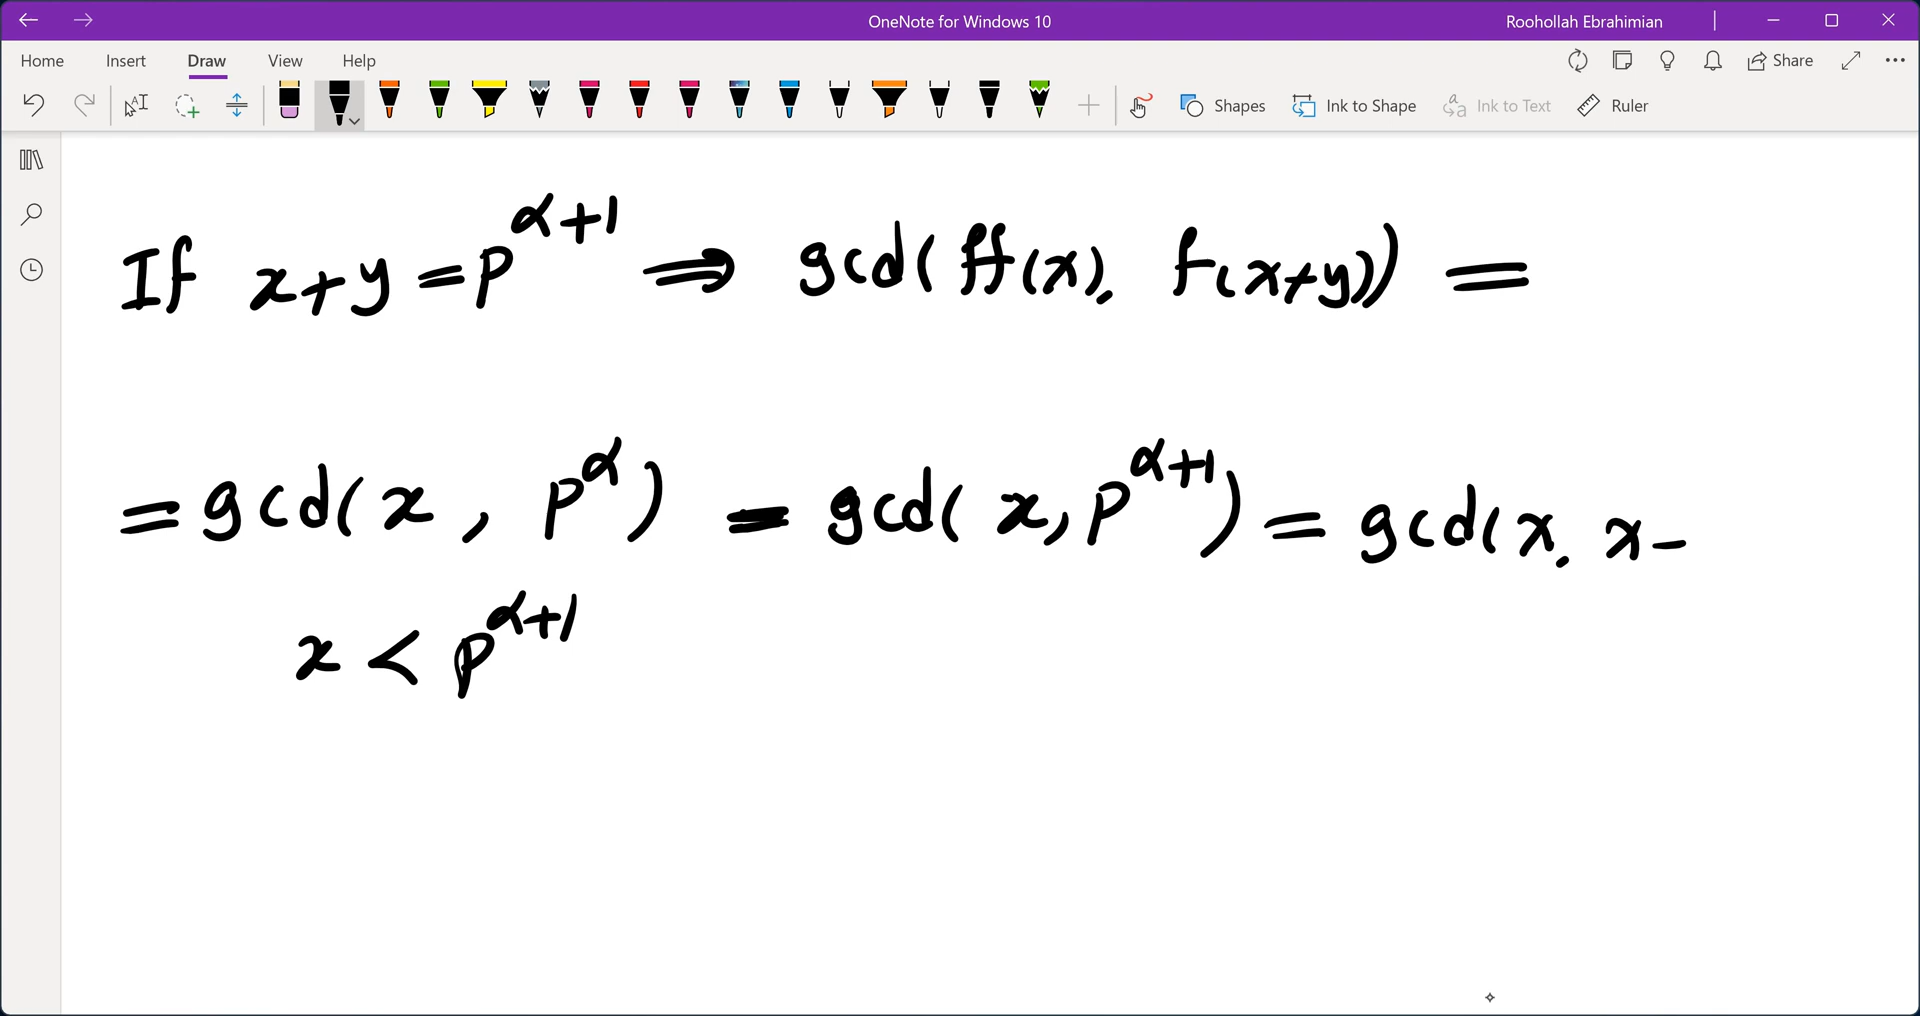 OneNote for Windows 10 Roohollah Ebrahimian
Home Insert Draw View Help Share
Shapes Ink to Shape Ink to Text Ruler
If x+y=p^{α+1} ⟹ gcd(ff(x), f(x+y)) =
= gcd(x, p^α) = gcd(x, p^{α+1}) = gcd(x, x-
x < p^{α+1}